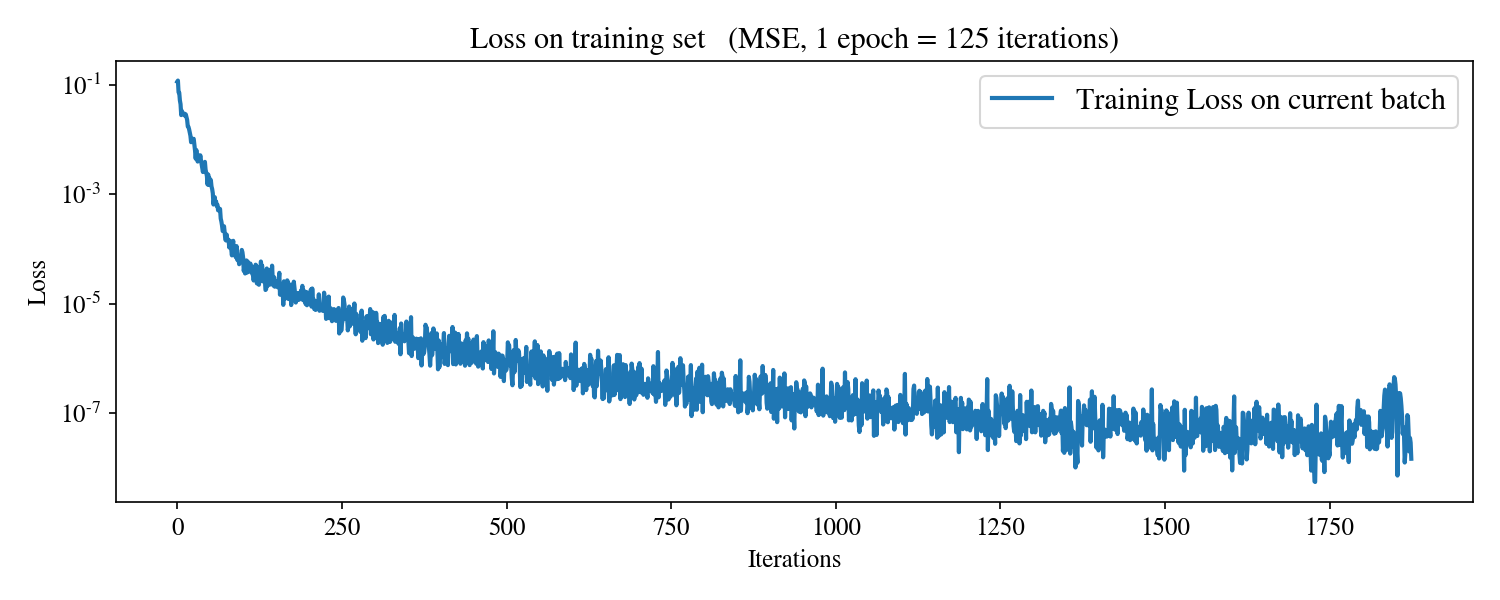 Loss on training set (MSE, 1 epoch = 125 iterations)
Training Loss on current batch
Loss
10-1
10-3
10-5
10-7
0 250 500 750 1000 1250 1500 1750
Iterations